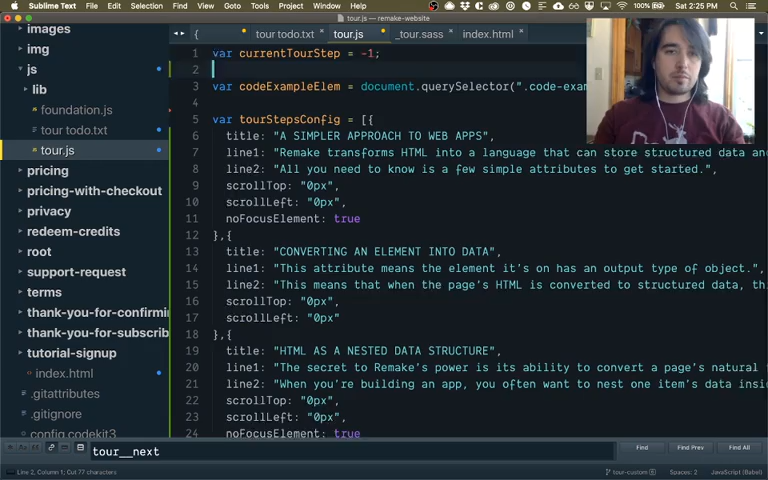 Sublime Text File Edit Selection Find View Goto Tools Project Window Help
100% Sat 2:25 PM
tour.js — remake-website
{ tour todo.txt tour.js _tour.sass × index.html ×
images
img
js
lib
foundation.js
tour todo.txt
tour.js
pricing
pricing-with-checkout
privacy
redeem-credits
root
support-request
terms
thank-you-for-confirmin
thank-you-for-subscrib
tutorial-signup
index.html
.gitattributes
.gitignore
config.codekit3
1 var currentTourStep = -1;
2
3 var codeExampleElem = document.querySelector(".code-exam
4
5 var tourStepsConfig = [{
6 title: "A SIMPLER APPROACH TO WEB APPS",
7 line1: "Remake transforms HTML into a language that can store structured data and
8 line2: "All you need to know is a few simple attributes to get started.",
9 scrollTop: "0px",
10 scrollLeft: "0px",
11 noFocusElement: true
12 },{
13 title: "CONVERTING AN ELEMENT INTO DATA",
14 line1: "This attribute means the element it's on has an output type of object.",
15 line2: "This means that when the page's HTML is converted to structured data, th
16 scrollTop: "0px",
17 scrollLeft: "0px"
18 },{
19 title: "HTML AS A NESTED DATA STRUCTURE",
20 line1: "The secret to Remake's power is its ability to convert a page's natural
21 line2: "When you're building an app, you often want to nest one item's data insi
22 scrollTop: "0px",
23 scrollLeft: "0px",
24 noFocusElement: true
tour__next
Find Find Prev Find All
Line 2, Column 1; Cut 77 characters
tour-custom Spaces: 2 JavaScript (Babel)